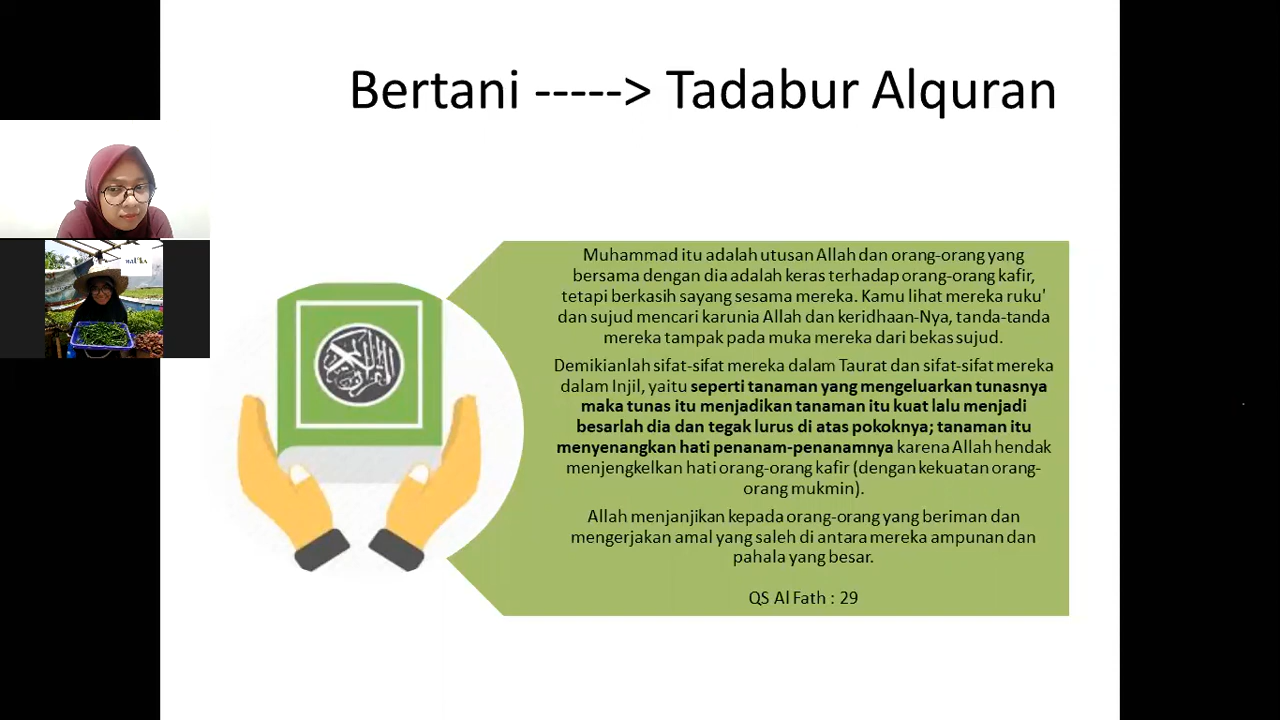 Bertani -----> Tadabur Alquran
Muhammad itu adalah utusan Allah dan orang-orang yang
bersama dengan dia adalah keras terhadap orang-orang kafir,
tetapi berkasih sayang sesama mereka. Kamu lihat mereka ruku'
dan sujud mencari karunia Allah dan keridhaan-Nya, tanda-tanda
mereka tampak pada muka mereka dari bekas sujud.
Demikianlah sifat-sifat mereka dalam Taurat dan sifat-sifat mereka
dalam Injil, yaitu seperti tanaman yang mengeluarkan tunasnya
maka tunas itu menjadikan tanaman itu kuat lalu menjadi
besarlah dia dan tegak lurus di atas pokoknya; tanaman itu
menyenangkan hati penanam-penanamnya karena Allah hendak
menjengkelkan hati orang-orang kafir (dengan kekuatan orang-
orang mukmin).
Allah menjanjikan kepada orang-orang yang beriman dan
mengerjakan amal yang saleh di antara mereka ampunan dan
pahala yang besar.
QS Al Fath : 29